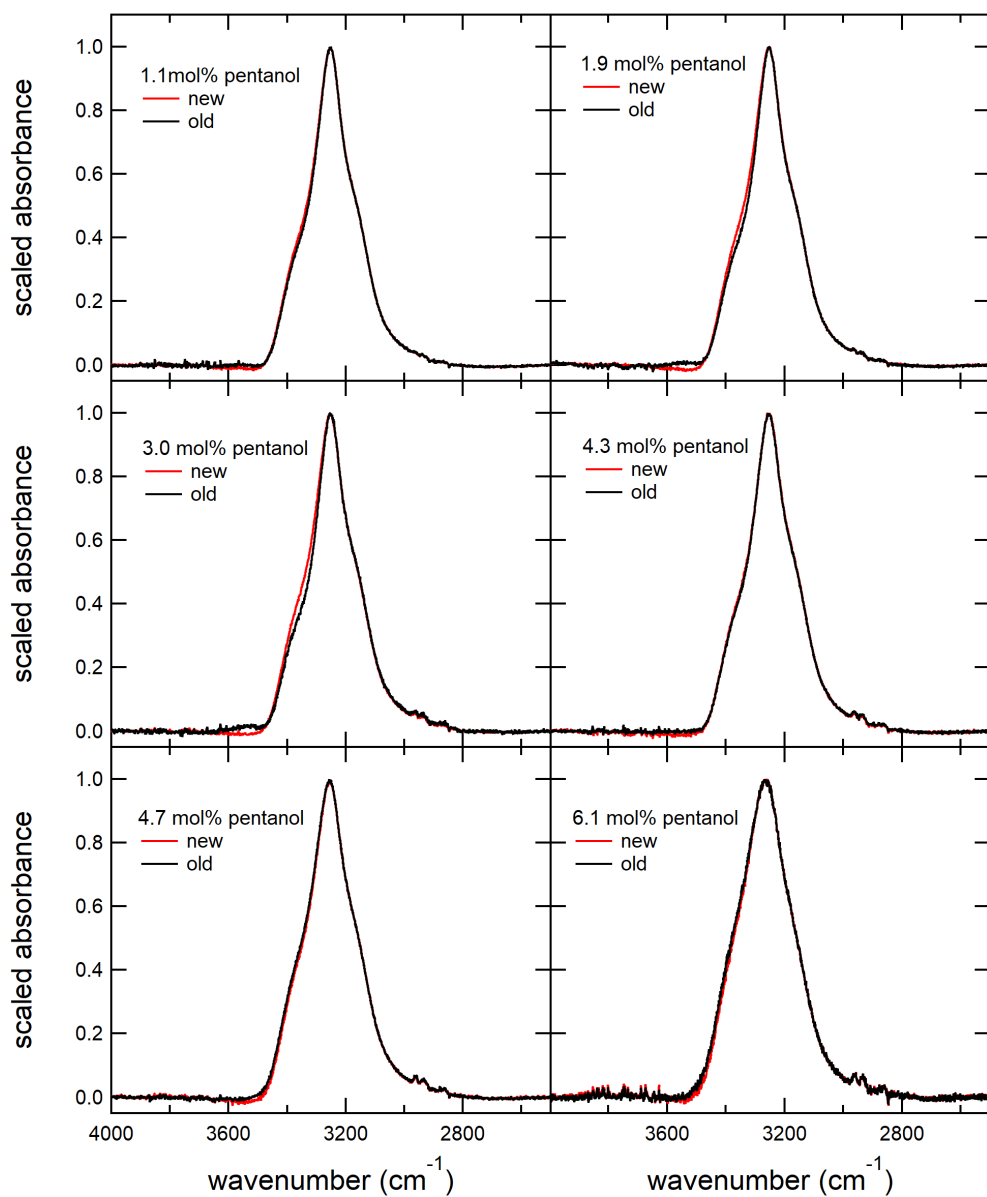 1.0
0.8
0.6
0.4
0.2
0.0
scaled absorbance
1.1mol% pentanol
new
old
1.9 mol% pentanol
new
old
1.0
0.8
0.6
0.4
0.2
0.0
scaled absorbance
3.0 mol% pentanol
new
old
4.3 mol% pentanol
new
old
1.0
0.8
0.6
0.4
0.2
0.0
scaled absorbance
4.7 mol% pentanol
new
old
6.1 mol% pentanol
new
old
4000 3600 3200 2800
3600 3200 2800
wavenumber (cm⁻¹)
wavenumber (cm⁻¹)